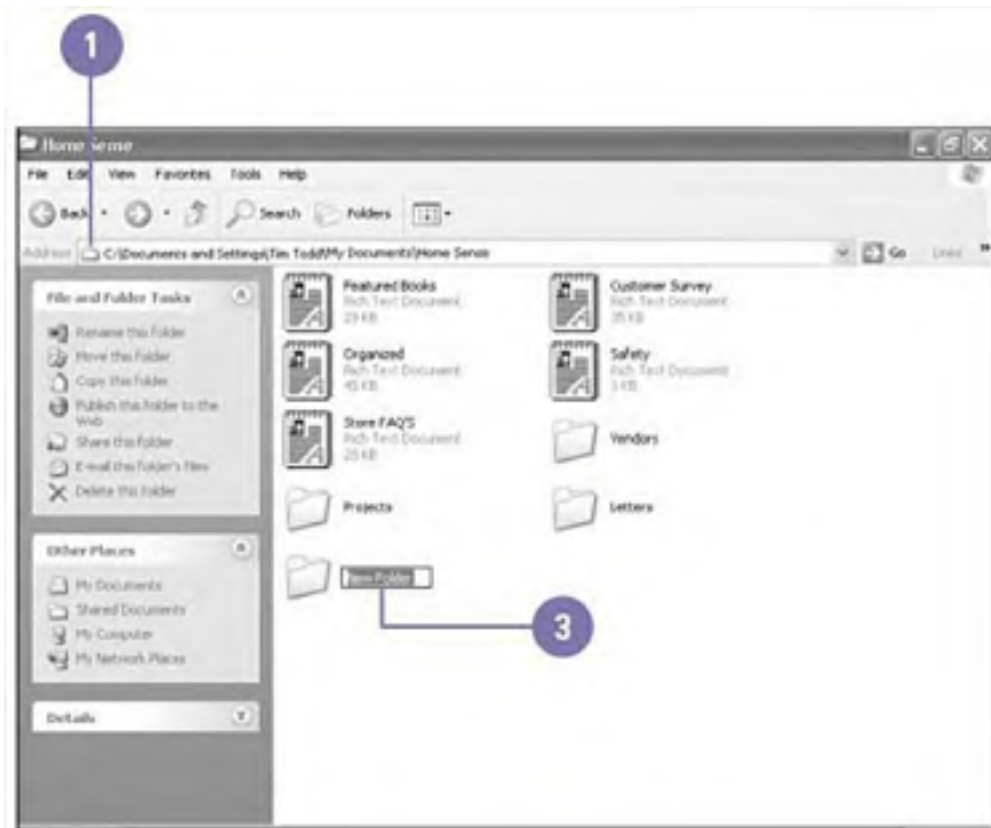 1
Home Sense
File Edit View Favorites Tools Help
Back Search Folders
Address C:\Documents and Settings\Tim Todd\My Documents\Home Sense Go Links »
File and Folder Tasks
Rename this folder
Move this folder
Copy this folder
Publish this folder to the
Web
Share this folder
E-mail this folder's files
Delete this folder
Other Places
My Documents
Shared Documents
My Computer
My Network Places
Details
Featured Books
Rich Text Document
29 KB
Customer Survey
Rich Text Document
35 KB
Organized
Rich Text Document
45 KB
Safety
Rich Text Document
Store FAQ'S
Rich Text Document
Vendors
Projects
Letters
New Folder
3